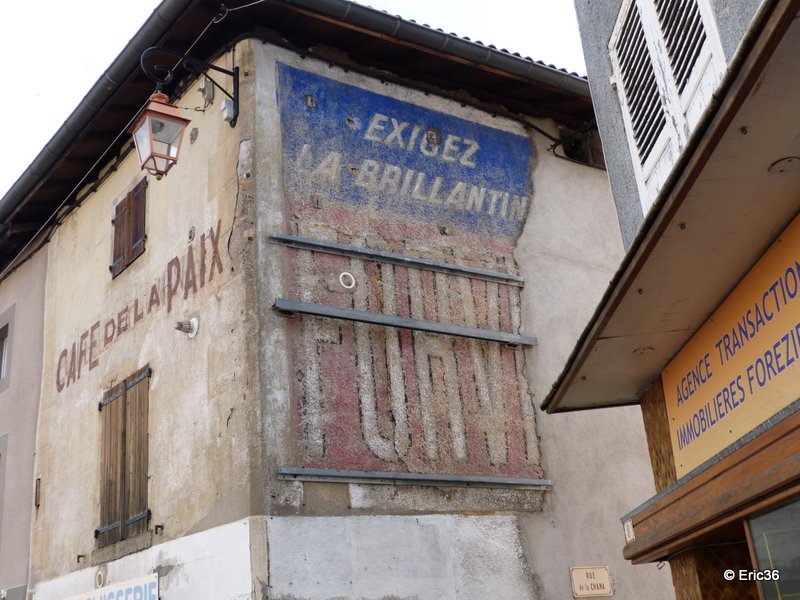 EXIGEZ
LA BRILLANTIN
CAFE DE LA PAIX
AGENCE TRANSACTION
IMMOBILIERES FOREZIE
RUE
de la CHANA
© Eric36